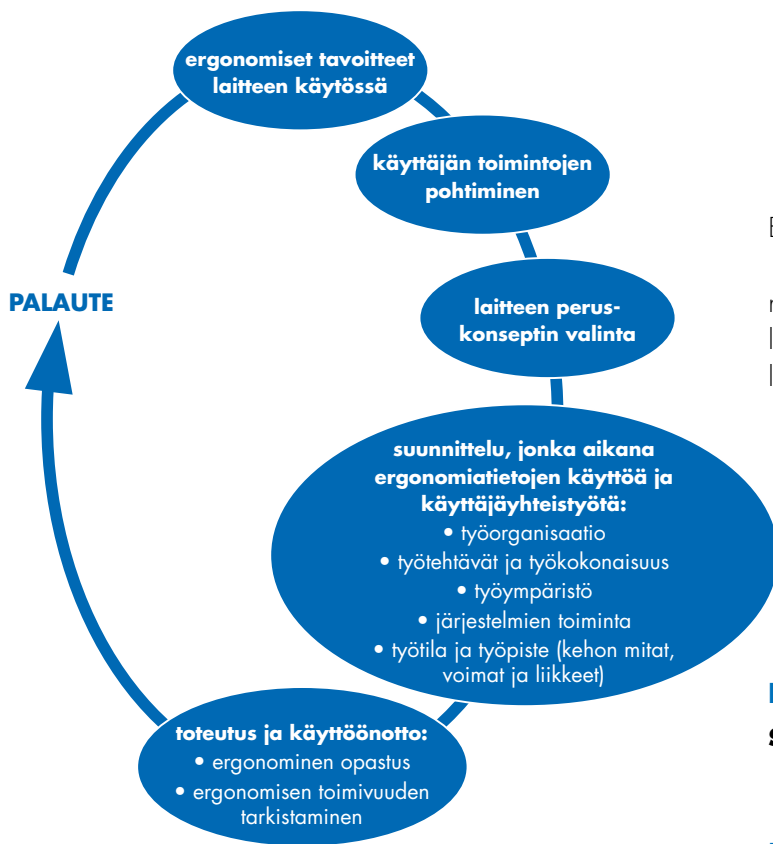 ergonomiset tavoitteet
laitteen käytössä
käyttäjän toimintojen
pohtiminen
PALAUTE
laitteen perus-
konseptin valinta
suunnittelu, jonka aikana
ergonomiatietojen käyttöä ja
käyttäjäyhteistyötä:
• työorganisaatio
• työtehtävät ja työkokonaisuus
• työympäristö
• järjestelmien toiminta
• työtila ja työpiste (kehon mitat,
voimat ja liikkeet)
toteutus ja käyttöönotto:
• ergonominen opastus
• ergonomisen toimivuuden
tarkistaminen